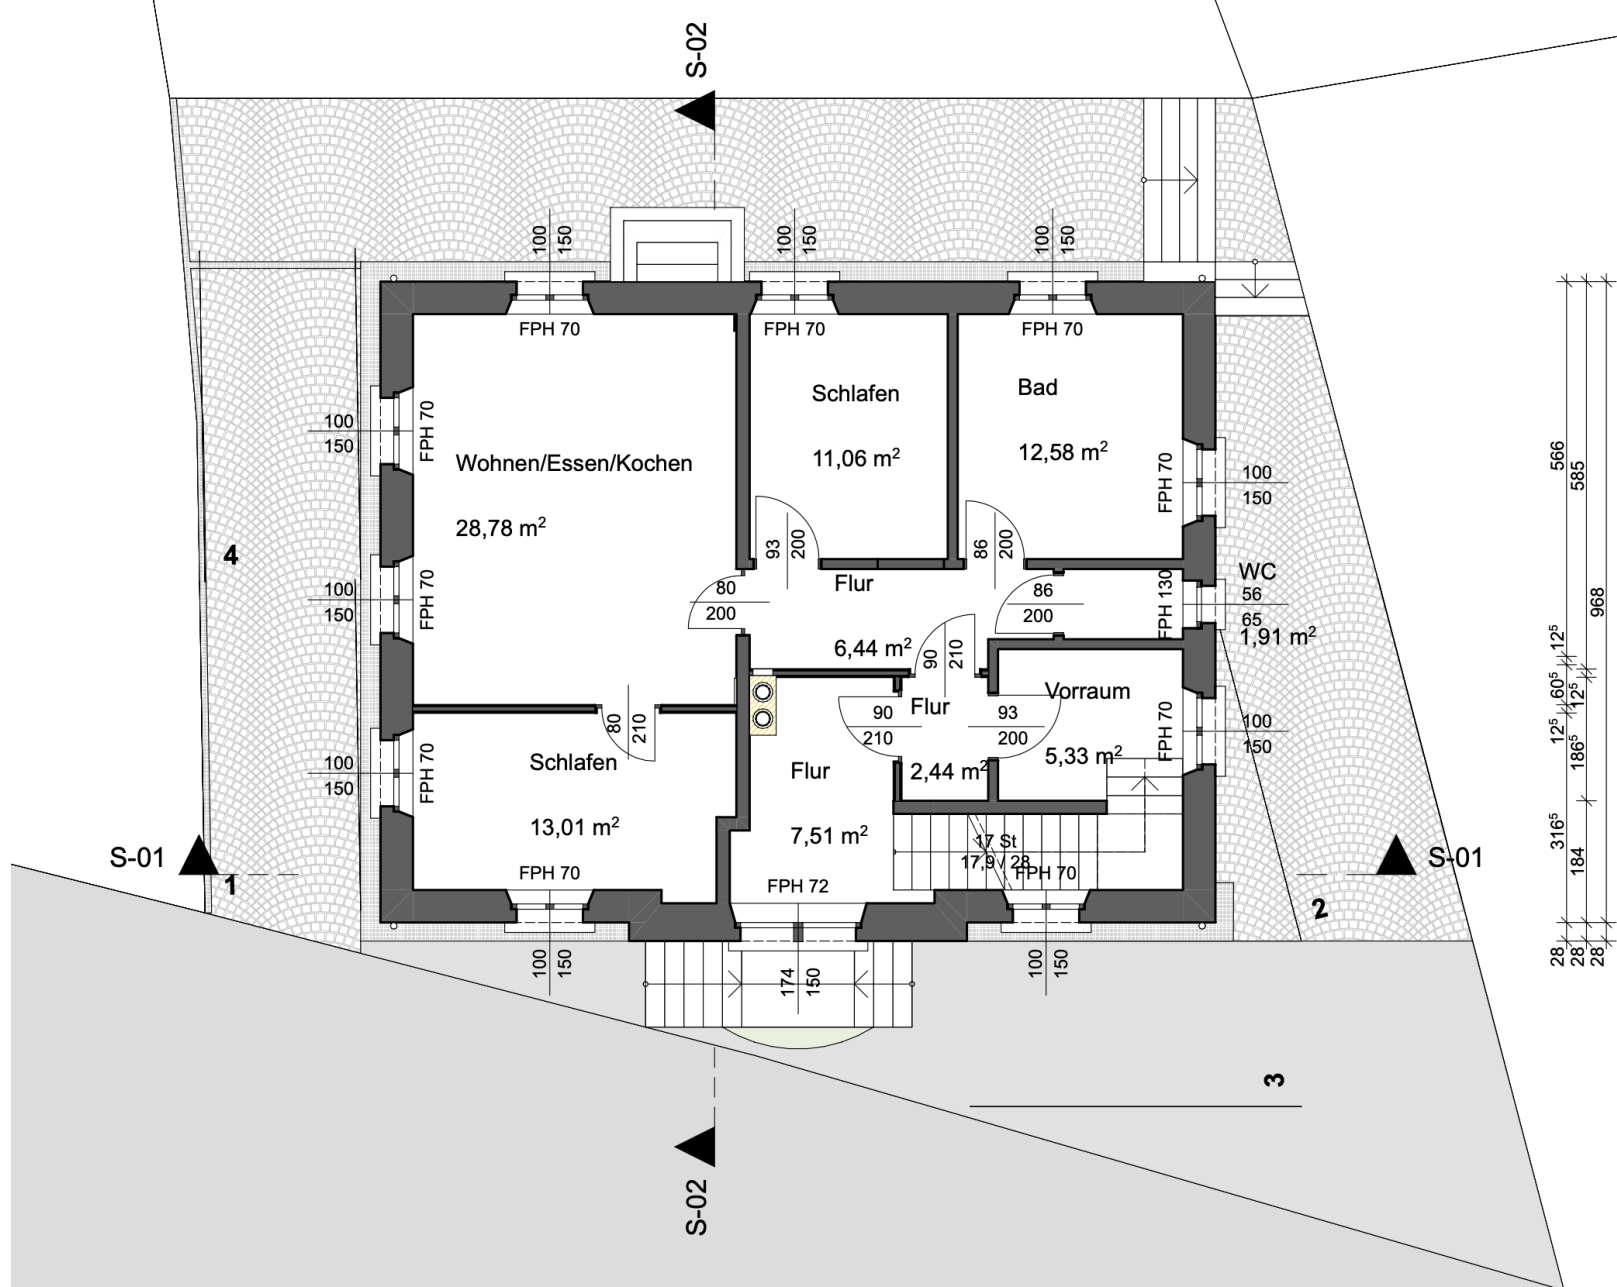 S-02
100
150
100
150
100
150
FPH 70
FPH 70
FPH 70
Schlafen
Bad
100
150
FPH 70
Wohnen/Essen/Kochen
11,06 m²
12,58 m²
FPH 70
100
150
28,78 m²
566
585
968
4
93
200
86
200
100
150
FPH 70
80
200
Flur
86
200
FPH 130
WC
56
65
1,91 m²
6,44 m²
90
210
12⁵
60⁵
12⁵
12⁵
186⁵
316⁵
184
Vorraum
Flur
80
210
90
210
93
200
FPH 70
100
150
5,33 m²
2,44 m²
100
150
FPH 70
Schlafen
Flur
13,01 m²
7,51 m²
17 St
17,9 / 28
FPH 70
FPH 70
FPH 72
S-01
1
S-01
2
28
28
28
100
150
174
150
100
150
3
S-02